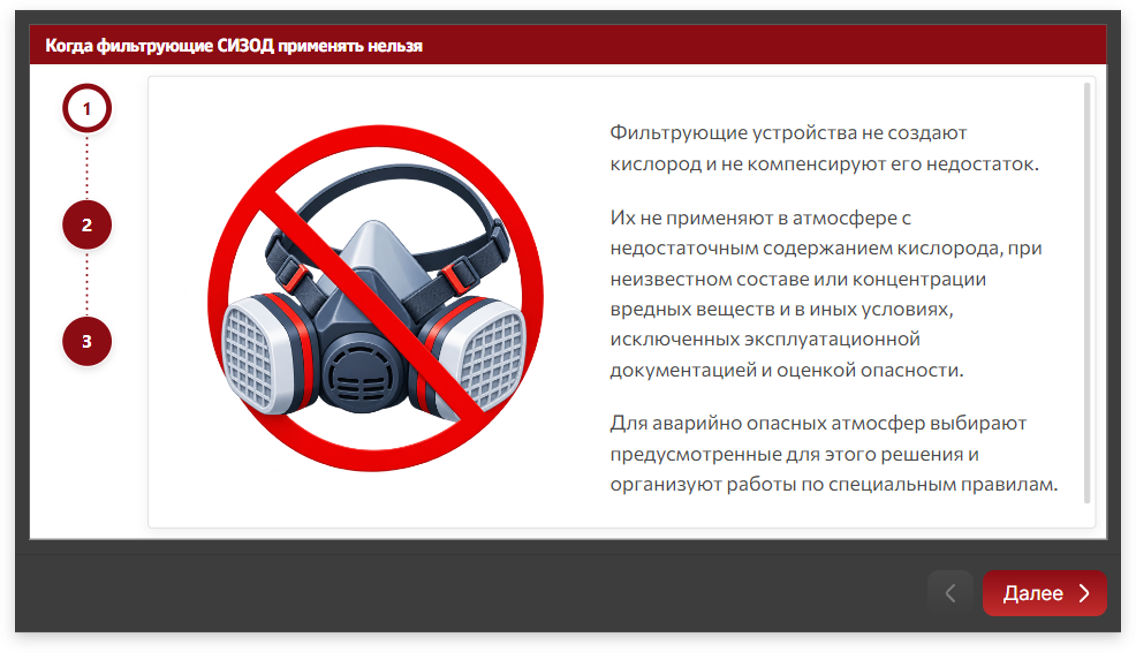 Когда фильтрующие СИЗОД применять нельзя
1
2
3
Фильтрующие устройства не создают
кислород и не компенсируют его недостаток.
Их не применяют в атмосфере с
недостаточным содержанием кислорода, при
неизвестном составе или концентрации
вредных веществ и в иных условиях,
исключенных эксплуатационной
документацией и оценкой опасности.
Для аварийно опасных атмосфер выбирают
предусмотренные для этого решения и
организуют работы по специальным правилам.
Далее